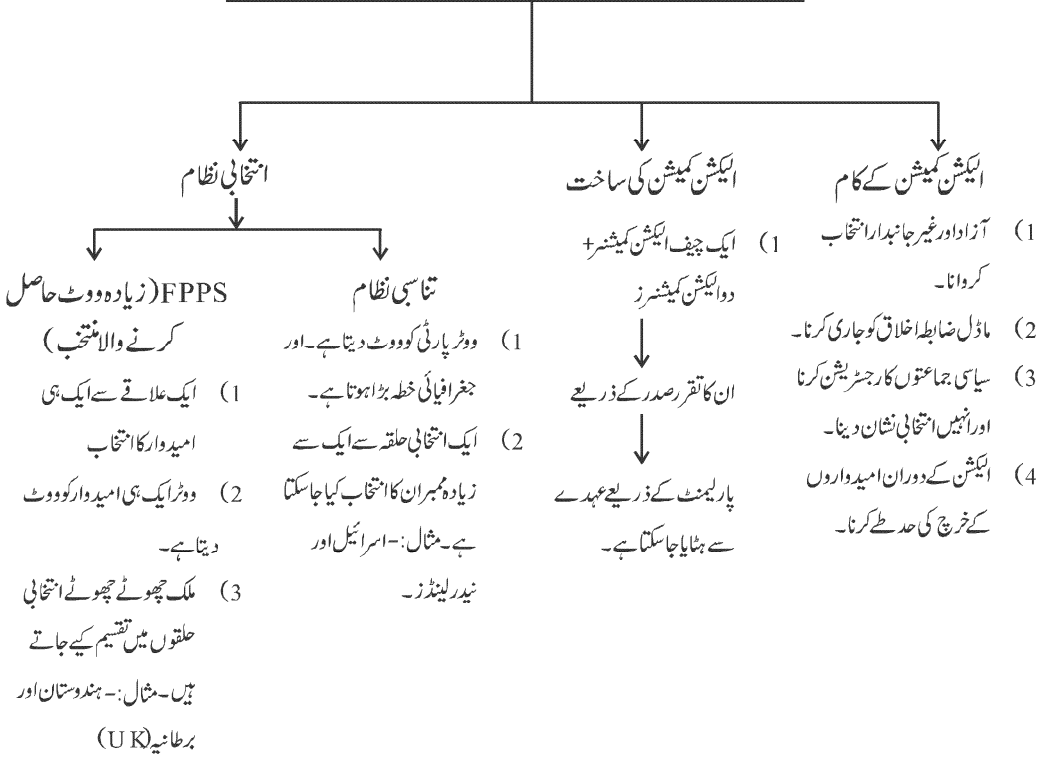 الیکشن کمیشن کے کام
1) آزاد اور غیر جانبدار انتخاب
کروانا۔
2) ماڈل ضابطہ اخلاق کو جاری کرنا۔
3) سیاسی جماعتوں کا رجسٹریشن کرنا
اور انہیں انتخابی نشان دینا۔
4) الیکشن کے دوران امیدواروں
کے خرچ کی حد طے کرنا۔
الیکشن کمیشن کی ساخت
1) ایک چیف الیکشن کمیشنر +
دو الیکشن کمیشنرز
ان کا تقرر صدر کے ذریعے
پارلیمنٹ کے ذریعے عہدے
سے ہٹایا جاسکتا ہے۔
انتخابی نظام
تناسبی نظام
1) ووٹر پارٹی کو ووٹ دیتا ہے۔ اور
جغرافیائی خطہ بڑا ہوتا ہے۔
2) ایک انتخابی حلقہ سے ایک سے
زیادہ ممبران کا انتخاب کیا جاسکتا
ہے۔ مثال:- اسرائیل اور
نیدرلینڈز۔
FPPS (زیادہ ووٹ حاصل
کرنے والا منتخب)
1) ایک علاقے سے ایک ہی
امیدوار کا انتخاب
2) ووٹر ایک ہی امیدوار کو ووٹ
دیتا ہے۔
3) ملک چھوٹے چھوٹے انتخابی
حلقوں میں تقسیم کیے جاتے
ہیں۔ مثال:- ہندوستان اور
برطانیہ (UK)